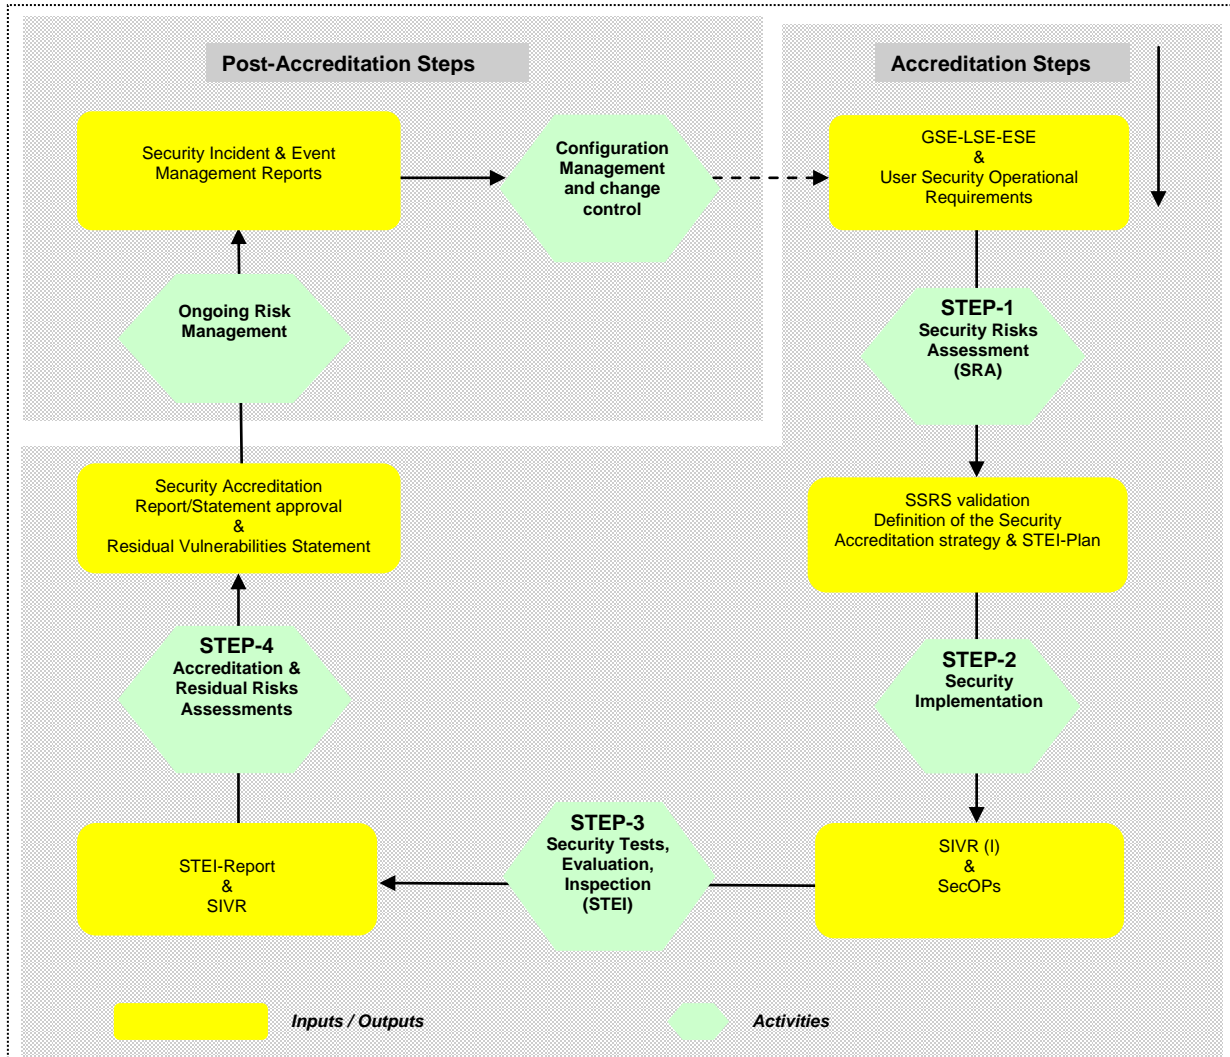 Post-Accreditation Steps
Accreditation Steps
Security Incident & Event
Management Reports
Configuration
Management
and change
control
GSE-LSE-ESE
&
User Security Operational
Requirements
Ongoing Risk
Management
STEP-1
Security Risks
Assessment
(SRA)
Security Accreditation
Report/Statement approval
&
Residual Vulnerabilities Statement
SSRS validation
Definition of the Security
Accreditation strategy & STEI-Plan
STEP-4
Accreditation &
Residual Risks
Assessments
STEP-2
Security
Implementation
STEP-3
Security Tests,
Evaluation,
Inspection
(STEI)
STEI-Report
&
SIVR
SIVR (I)
&
SecOPs
Inputs / Outputs
Activities